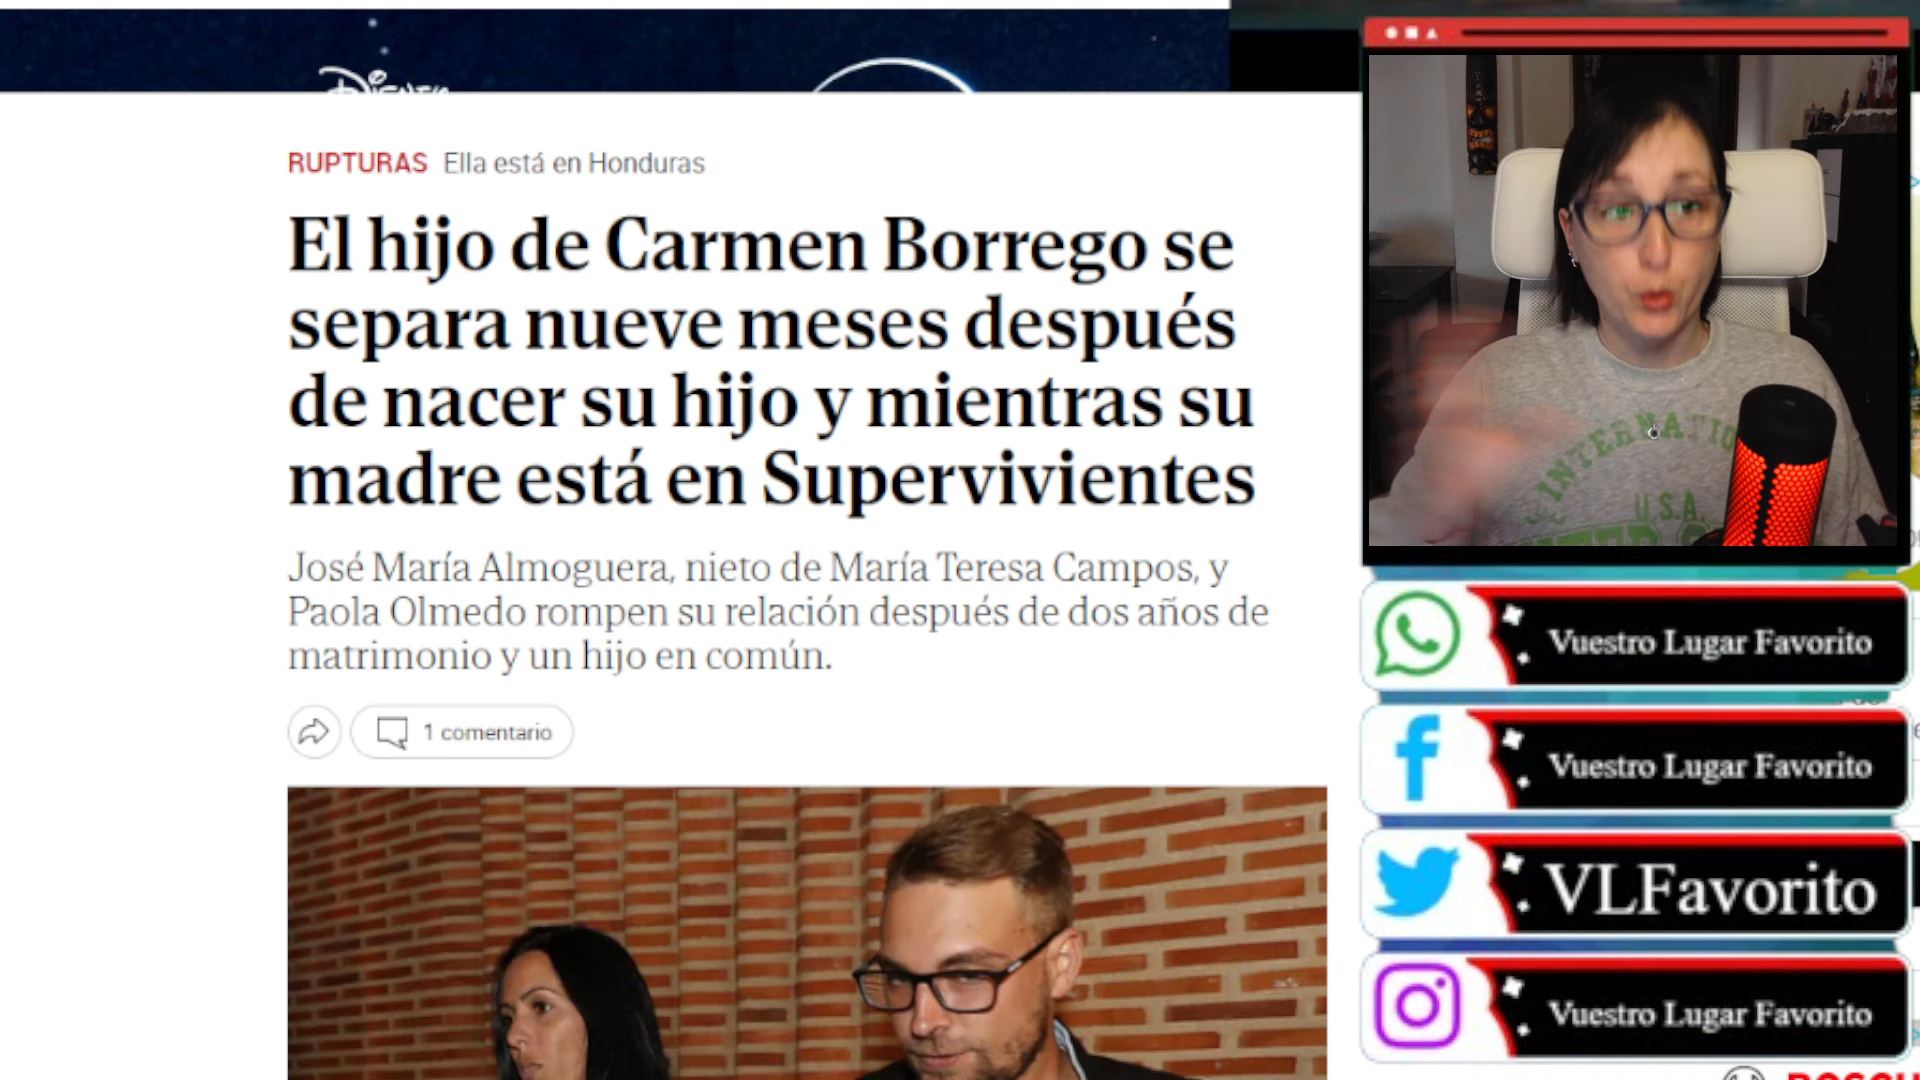 DISNEY
RUPTURAS Ella está en Honduras
El hijo de Carmen Borrego se
separa nueve meses después
de nacer su hijo y mientras su
madre está en Supervivientes
José María Almoguera, nieto de María Teresa Campos, y
Paola Olmedo rompen su relación después de dos años de
matrimonio y un hijo en común.
1 comentario
INTERNATIO
U.S.A.
Vuestro Lugar Favorito
Vuestro Lugar Favorito
VLFavorito
Vuestro Lugar Favorito
BOSCH